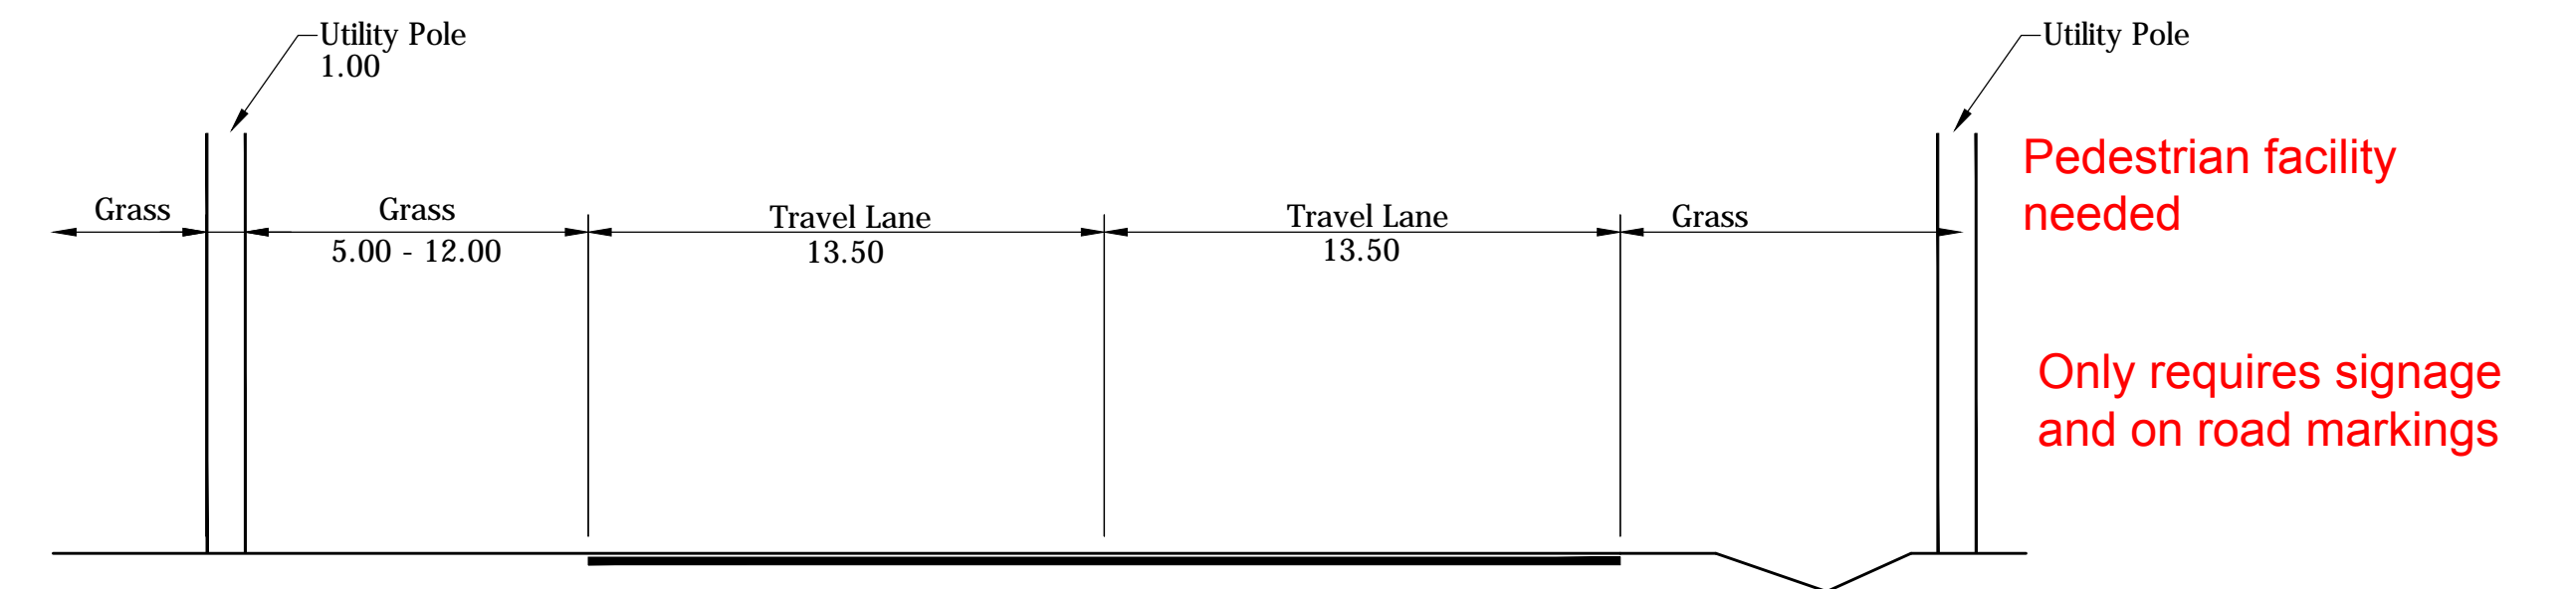 Utility Pole
1.00
Utility Pole
Pedestrian facility
needed
Grass
Grass
5.00 - 12.00
Travel Lane
13.50
Travel Lane
13.50
Grass
Only requires signage
and on road markings